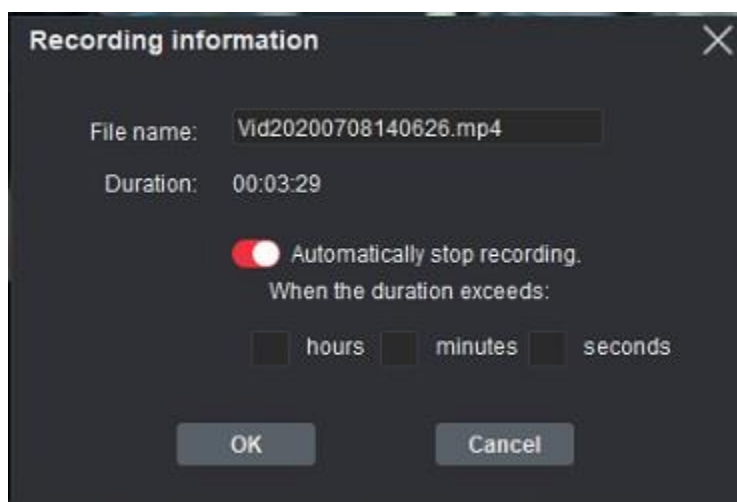 Recording information
File name: Vid20200708140626.mp4
Duration: 00:03:29
Automatically stop recording.
When the duration exceeds:
hours minutes seconds
OK Cancel